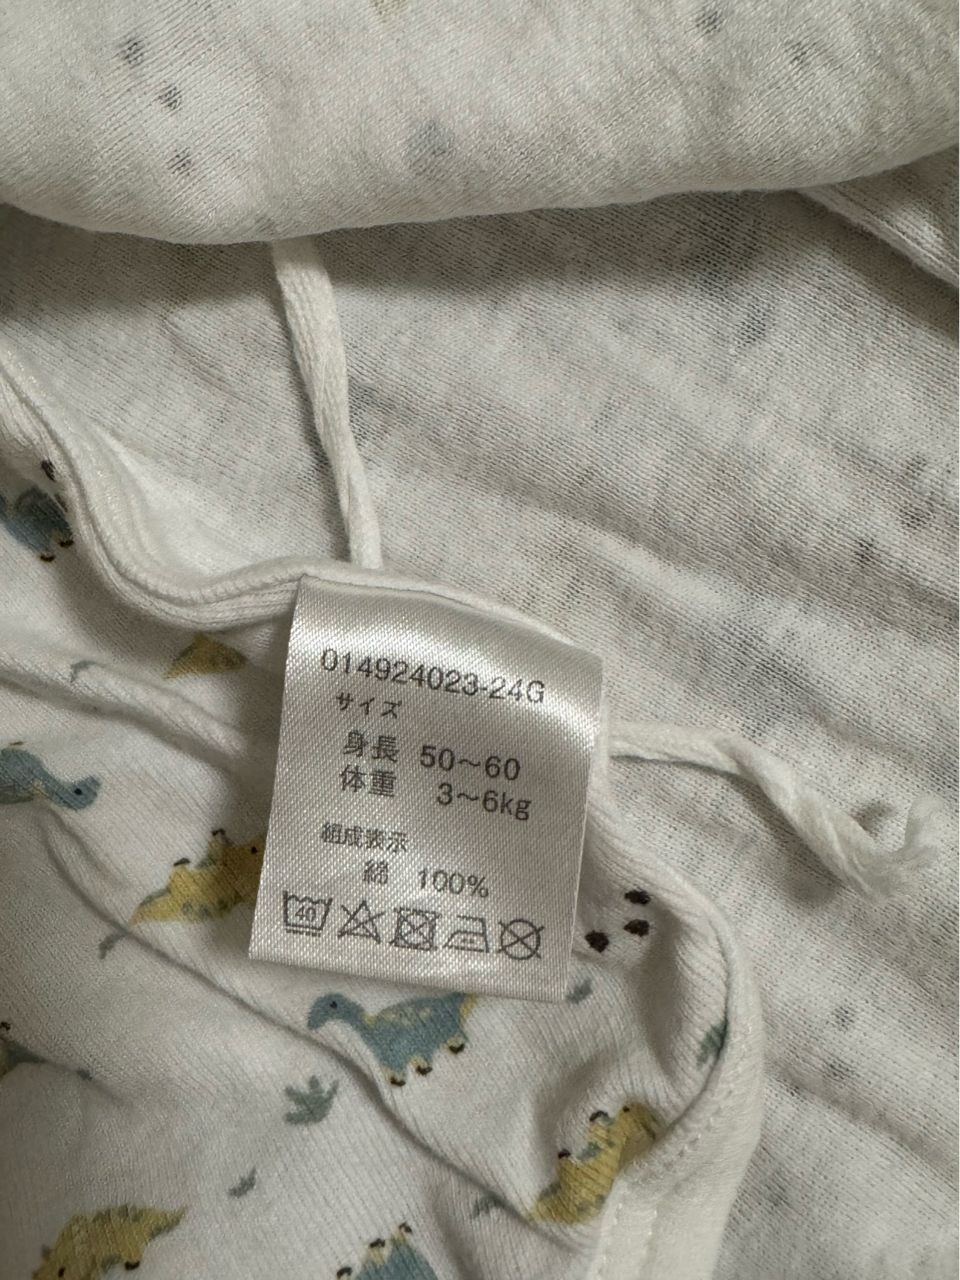 014924023-24G
サイズ
身長 50～60
体重 3～6kg
組成表示
綿 100%
40